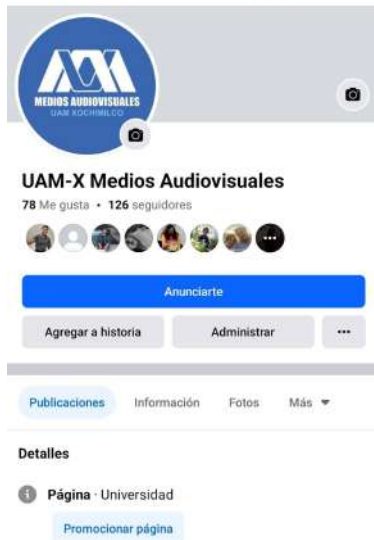 MEDIOS AUDIOVISUALES
UAM XOCHIMILCO
UAM-X Medios Audiovisuales
78 Me gusta • 126 seguidores
Anunciarte
Agregar a historia Administrar ...
Publicaciones Información Fotos Más
Detalles
Página · Universidad
Promocionar página